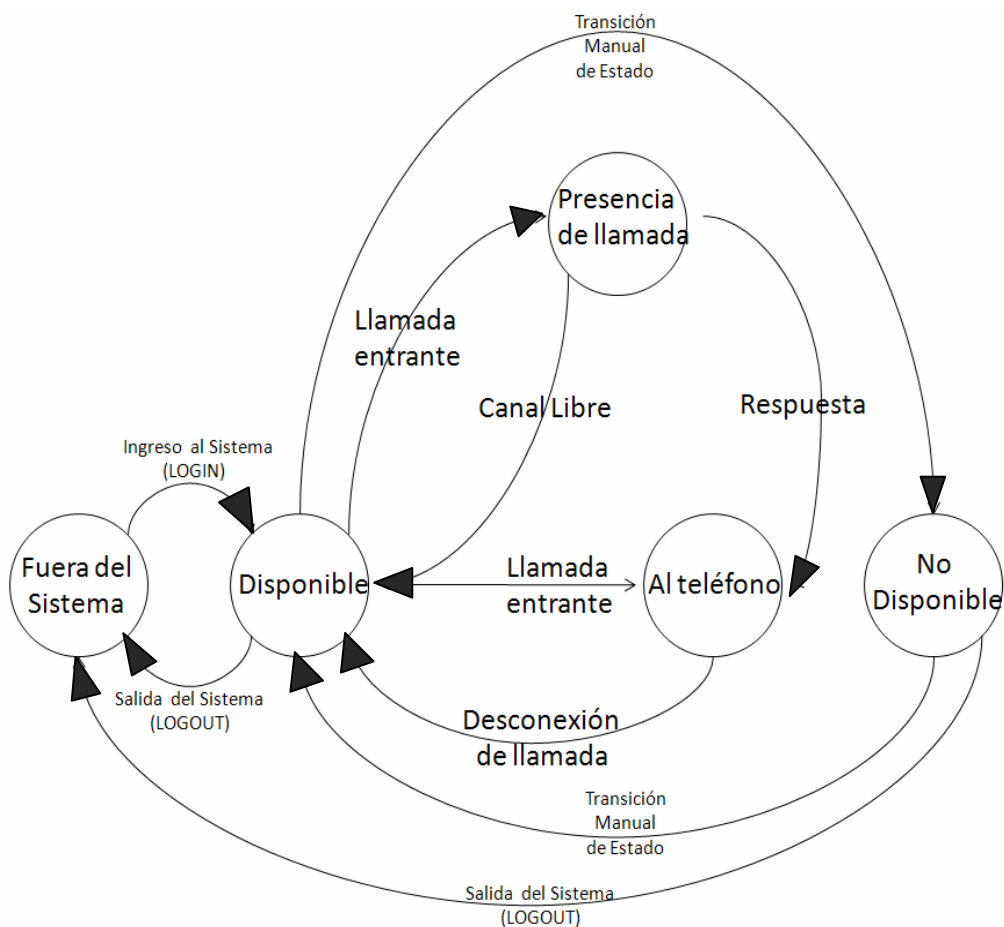 Transición
Manual
de Estado
Presencia
de llamada
Llamada
entrante
Canal Libre
Respuesta
Ingreso al Sistema
(LOGIN)
Fuera del
Sistema
Disponible
Llamada
entrante
Al teléfono
No
Disponible
Salida del Sistema
(LOGOUT)
Desconexión
de llamada
Transición
Manual
de Estado
Salida del Sistema
(LOGOUT)